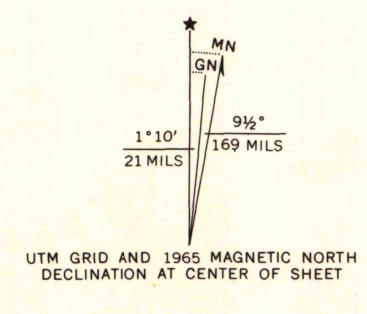 ★
MN
GN
1°10′
21 MILS
9½°
169 MILS
UTM GRID AND 1965 MAGNETIC NORTH
DECLINATION AT CENTER OF SHEET